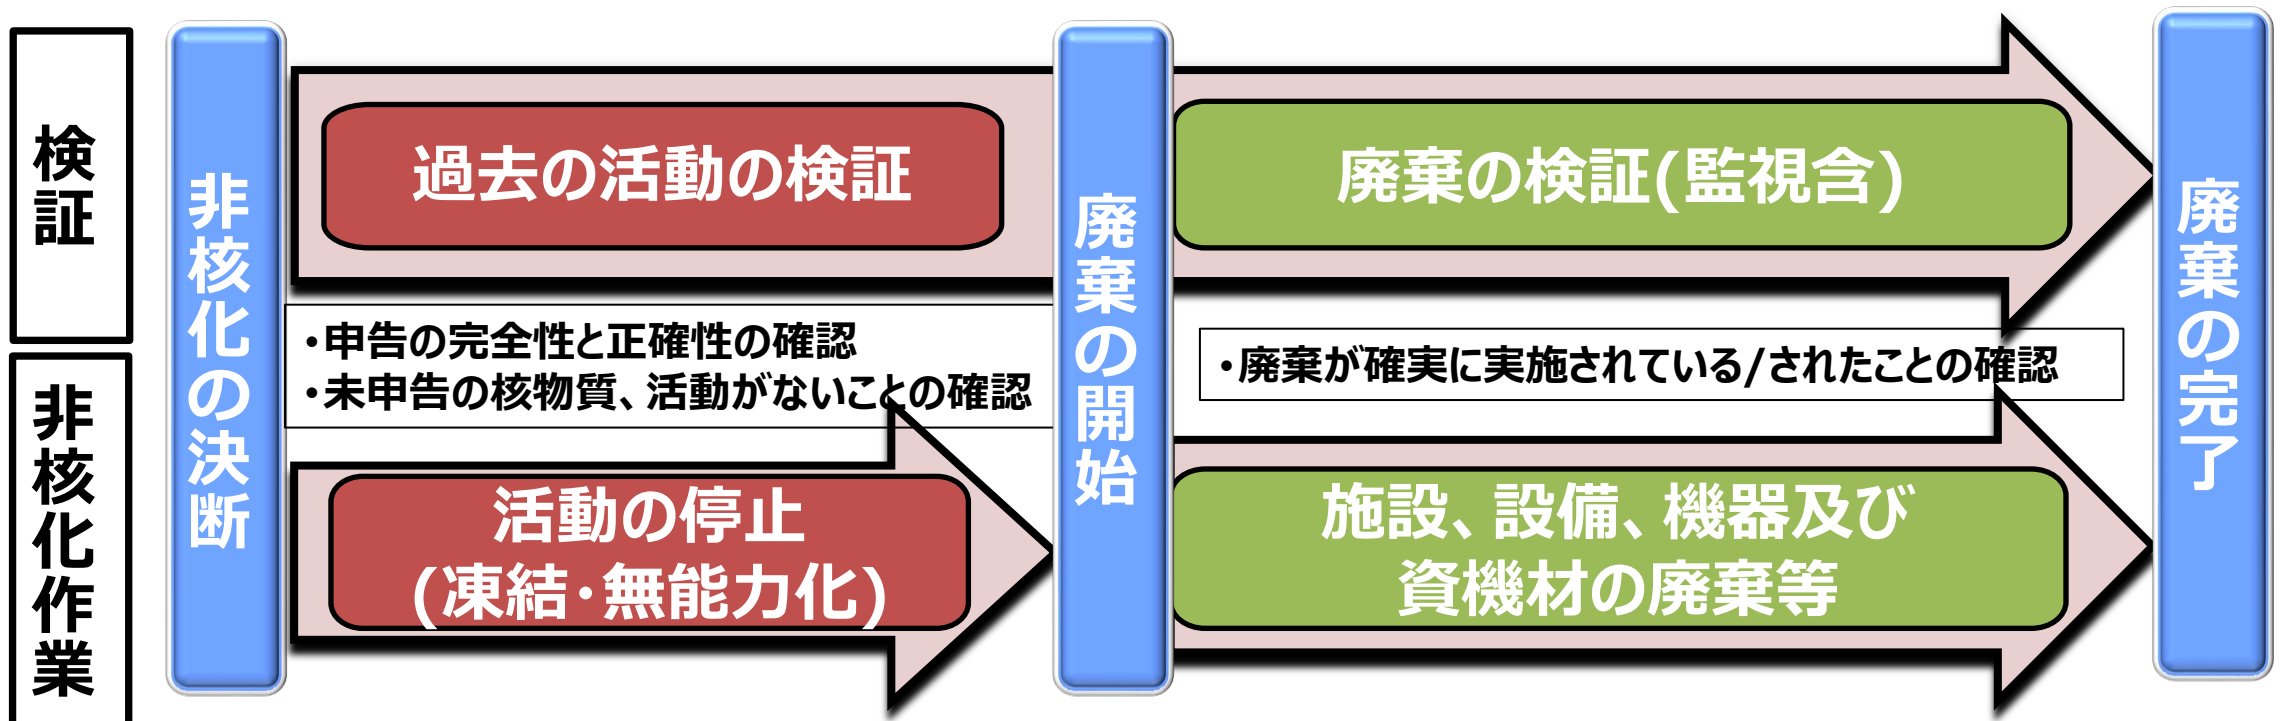 検証
非核化の決断
過去の活動の検証
廃棄の開始
廃棄の検証(監視含)
廃棄の完了
・申告の完全性と正確性の確認
・未申告の核物質、活動がないことの確認
・廃棄が確実に実施されている/されたことの確認
非核化作業
活動の停止
(凍結・無能力化)
施設、設備、機器及び
資機材の廃棄等